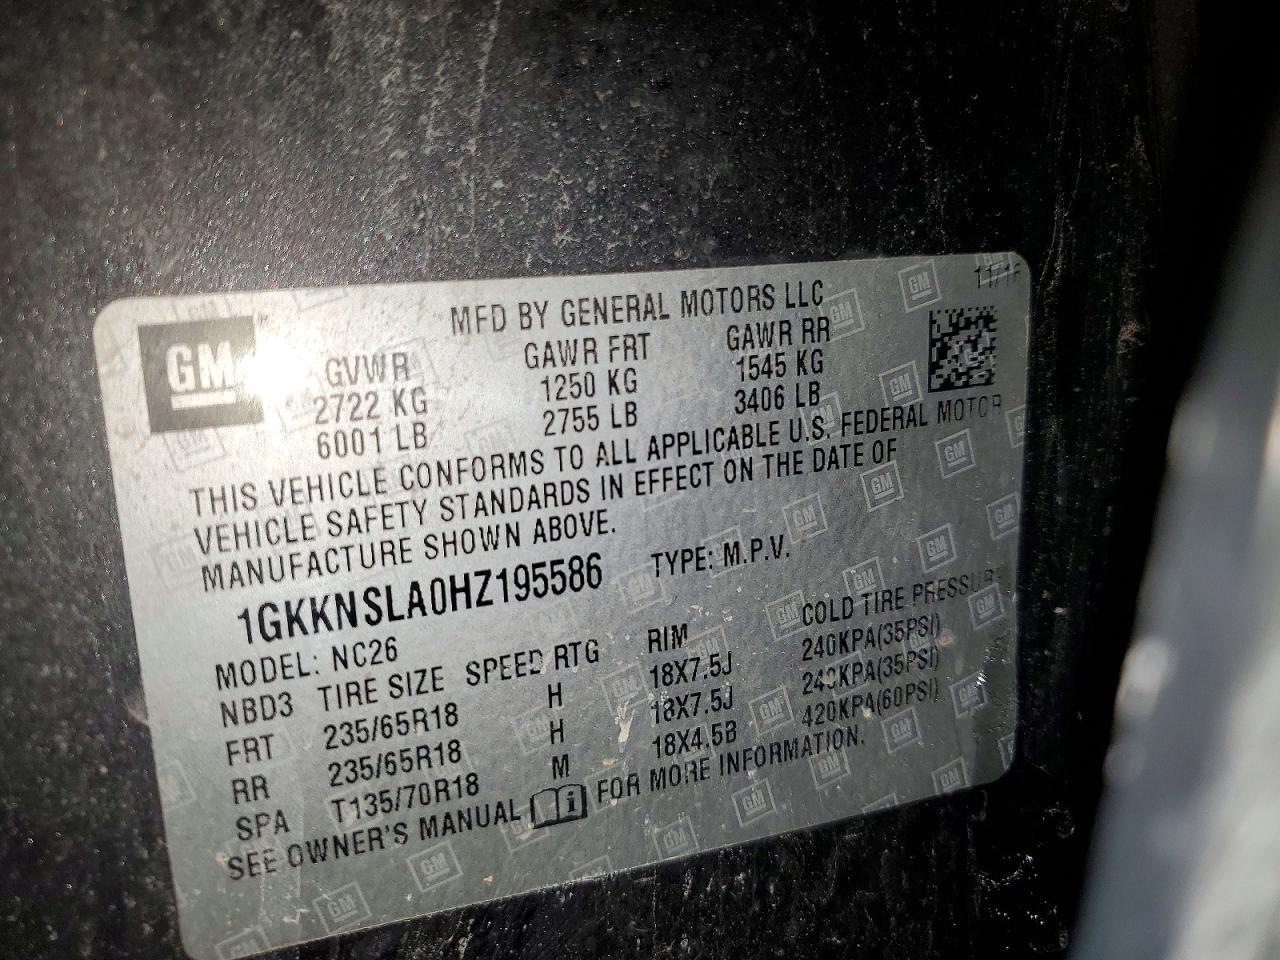 11/16
MFD BY GENERAL MOTORS LLC
GM
GVWR GAWR FRT GAWR RR
2722 KG 1250 KG 1545 KG
6001 LB 2755 LB 3406 LB
THIS VEHICLE CONFORMS TO ALL APPLICABLE U.S. FEDERAL MOTOR
VEHICLE SAFETY STANDARDS IN EFFECT ON THE DATE OF
MANUFACTURE SHOWN ABOVE.
1GKKNSLA0HZ195586 TYPE: M.P.V.
MODEL: NC26
NBD3 TIRE SIZE SPEED RTG RIM COLD TIRE PRESSURE
FRT 235/65R18 H 18X7.5J 240KPA(35PSI)
RR 235/65R18 H 18X7.5J 240KPA(35PSI)
SPA T135/70R18 M 18X4.5B 420KPA(60PSI)
SEE OWNER'S MANUAL FOR MORE INFORMATION.